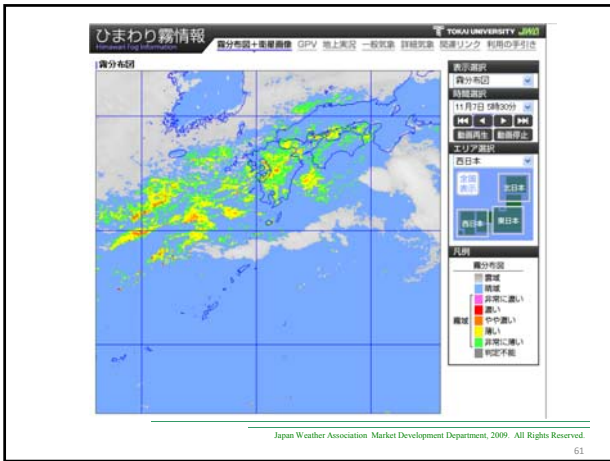 ひまわり霧情報
Himawari Fog Information
TOKAI UNIVERSITY JWA
霧分布図+衛星画像 GPV 地上実況 一般気象 詳細気象 関連リンク 利用の手引き
霧分布図
表示選択
霧分布図
時間選択
11月7日 5時30分
動画再生 動画停止
エリア選択
西日本
全国表示
北日本
西日本
東日本
凡例
霧分布図
雲域
晴域
霧域
非常に濃い
濃い
やや濃い
薄い
非常に薄い
判定不能
Japan Weather Association Market Development Department, 2009. All Rights Reserved.
61